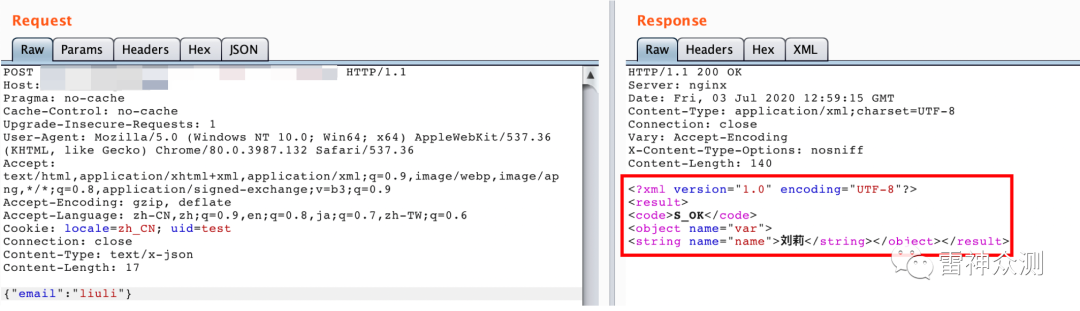 Request
Raw Params Headers Hex JSON
POST HTTP/1.1
Host:
Pragma: no-cache
Cache-Control: no-cache
Upgrade-Insecure-Requests: 1
User-Agent: Mozilla/5.0 (Windows NT 10.0; Win64; x64) AppleWebKit/537.36
(KHTML, like Gecko) Chrome/80.0.3987.132 Safari/537.36
Accept:
text/html,application/xhtml+xml,application/xml;q=0.9,image/webp,image/ap
ng,*/*;q=0.8,application/signed-exchange;v=b3;q=0.9
Accept-Encoding: gzip, deflate
Accept-Language: zh-CN,zh;q=0.9,en;q=0.8,ja;q=0.7,zh-TW;q=0.6
Cookie: locale=zh_CN; uid=test
Connection: close
Content-Type: text/x-json
Content-Length: 17
{"email":"liuli"}
Response
Raw Headers Hex XML
HTTP/1.1 200 OK
Server: nginx
Date: Fri, 03 Jul 2020 12:59:15 GMT
Content-Type: application/xml;charset=UTF-8
Connection: close
Vary: Accept-Encoding
X-Content-Type-Options: nosniff
Content-Length: 140
<?xml version="1.0" encoding="UTF-8"?>
<result>
<code>S_OK</code>
<object name="var">
<string name="name">刘莉</string></object></result>
雷神众测